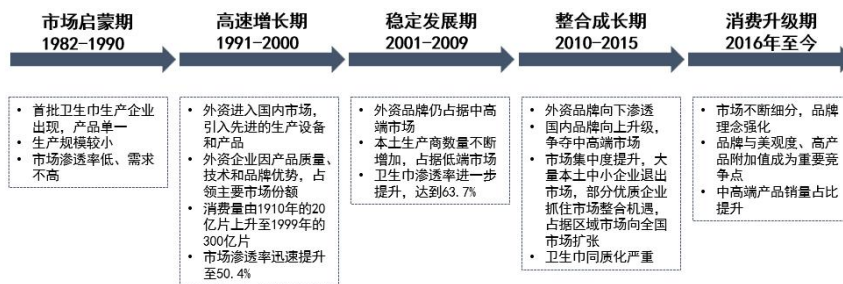 市场启蒙期
1982-1990
高速增长期
1991-2000
稳定发展期
2001-2009
整合成长期
2010-2015
消费升级期
2016年至今
• 首批卫生巾生产企业
出现，产品单一
• 生产规模较小
• 市场渗透率低、需求
不高
• 外资进入国内市场，
引入先进的生产设备
和产品
• 外资企业因产品质量、
技术和品牌优势，占
领主要市场份额
• 消费量由1910年的20
亿片上升至1999年的
300亿片
• 市场渗透率迅速提升
至50.4%
• 外资品牌仍占据中高
端市场
• 本土生产商数量不断
增加，占据低端市场
• 卫生巾渗透率进一步
提升，达到63.7%
• 外资品牌向下渗透
• 国内品牌向上升级，
争夺中高端市场
• 市场集中度提升，大
量本土中小企业退出
市场，部分优质企业
抓住市场整合机遇，
占据区域市场向全国
市场扩张
• 卫生巾同质化严重
• 市场不断细分，品牌
理念强化
• 品牌与美观度、高产
品附加值成为重要竞
争点
• 中高端产品销量占比
提升